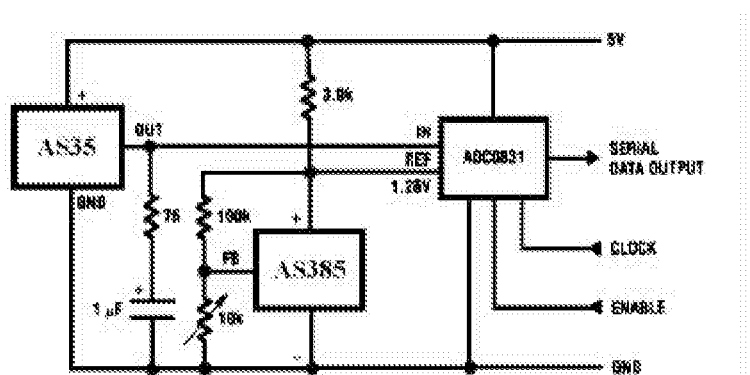 5V
3.9k
+
AS35
OUT
IN
ADC0831
SERIAL
DATA OUTPUT
REF
1.28V
GND
75
100k
+
AS385
FB
CLOCK
+
1 µF
10k
ENABLE
-
GND